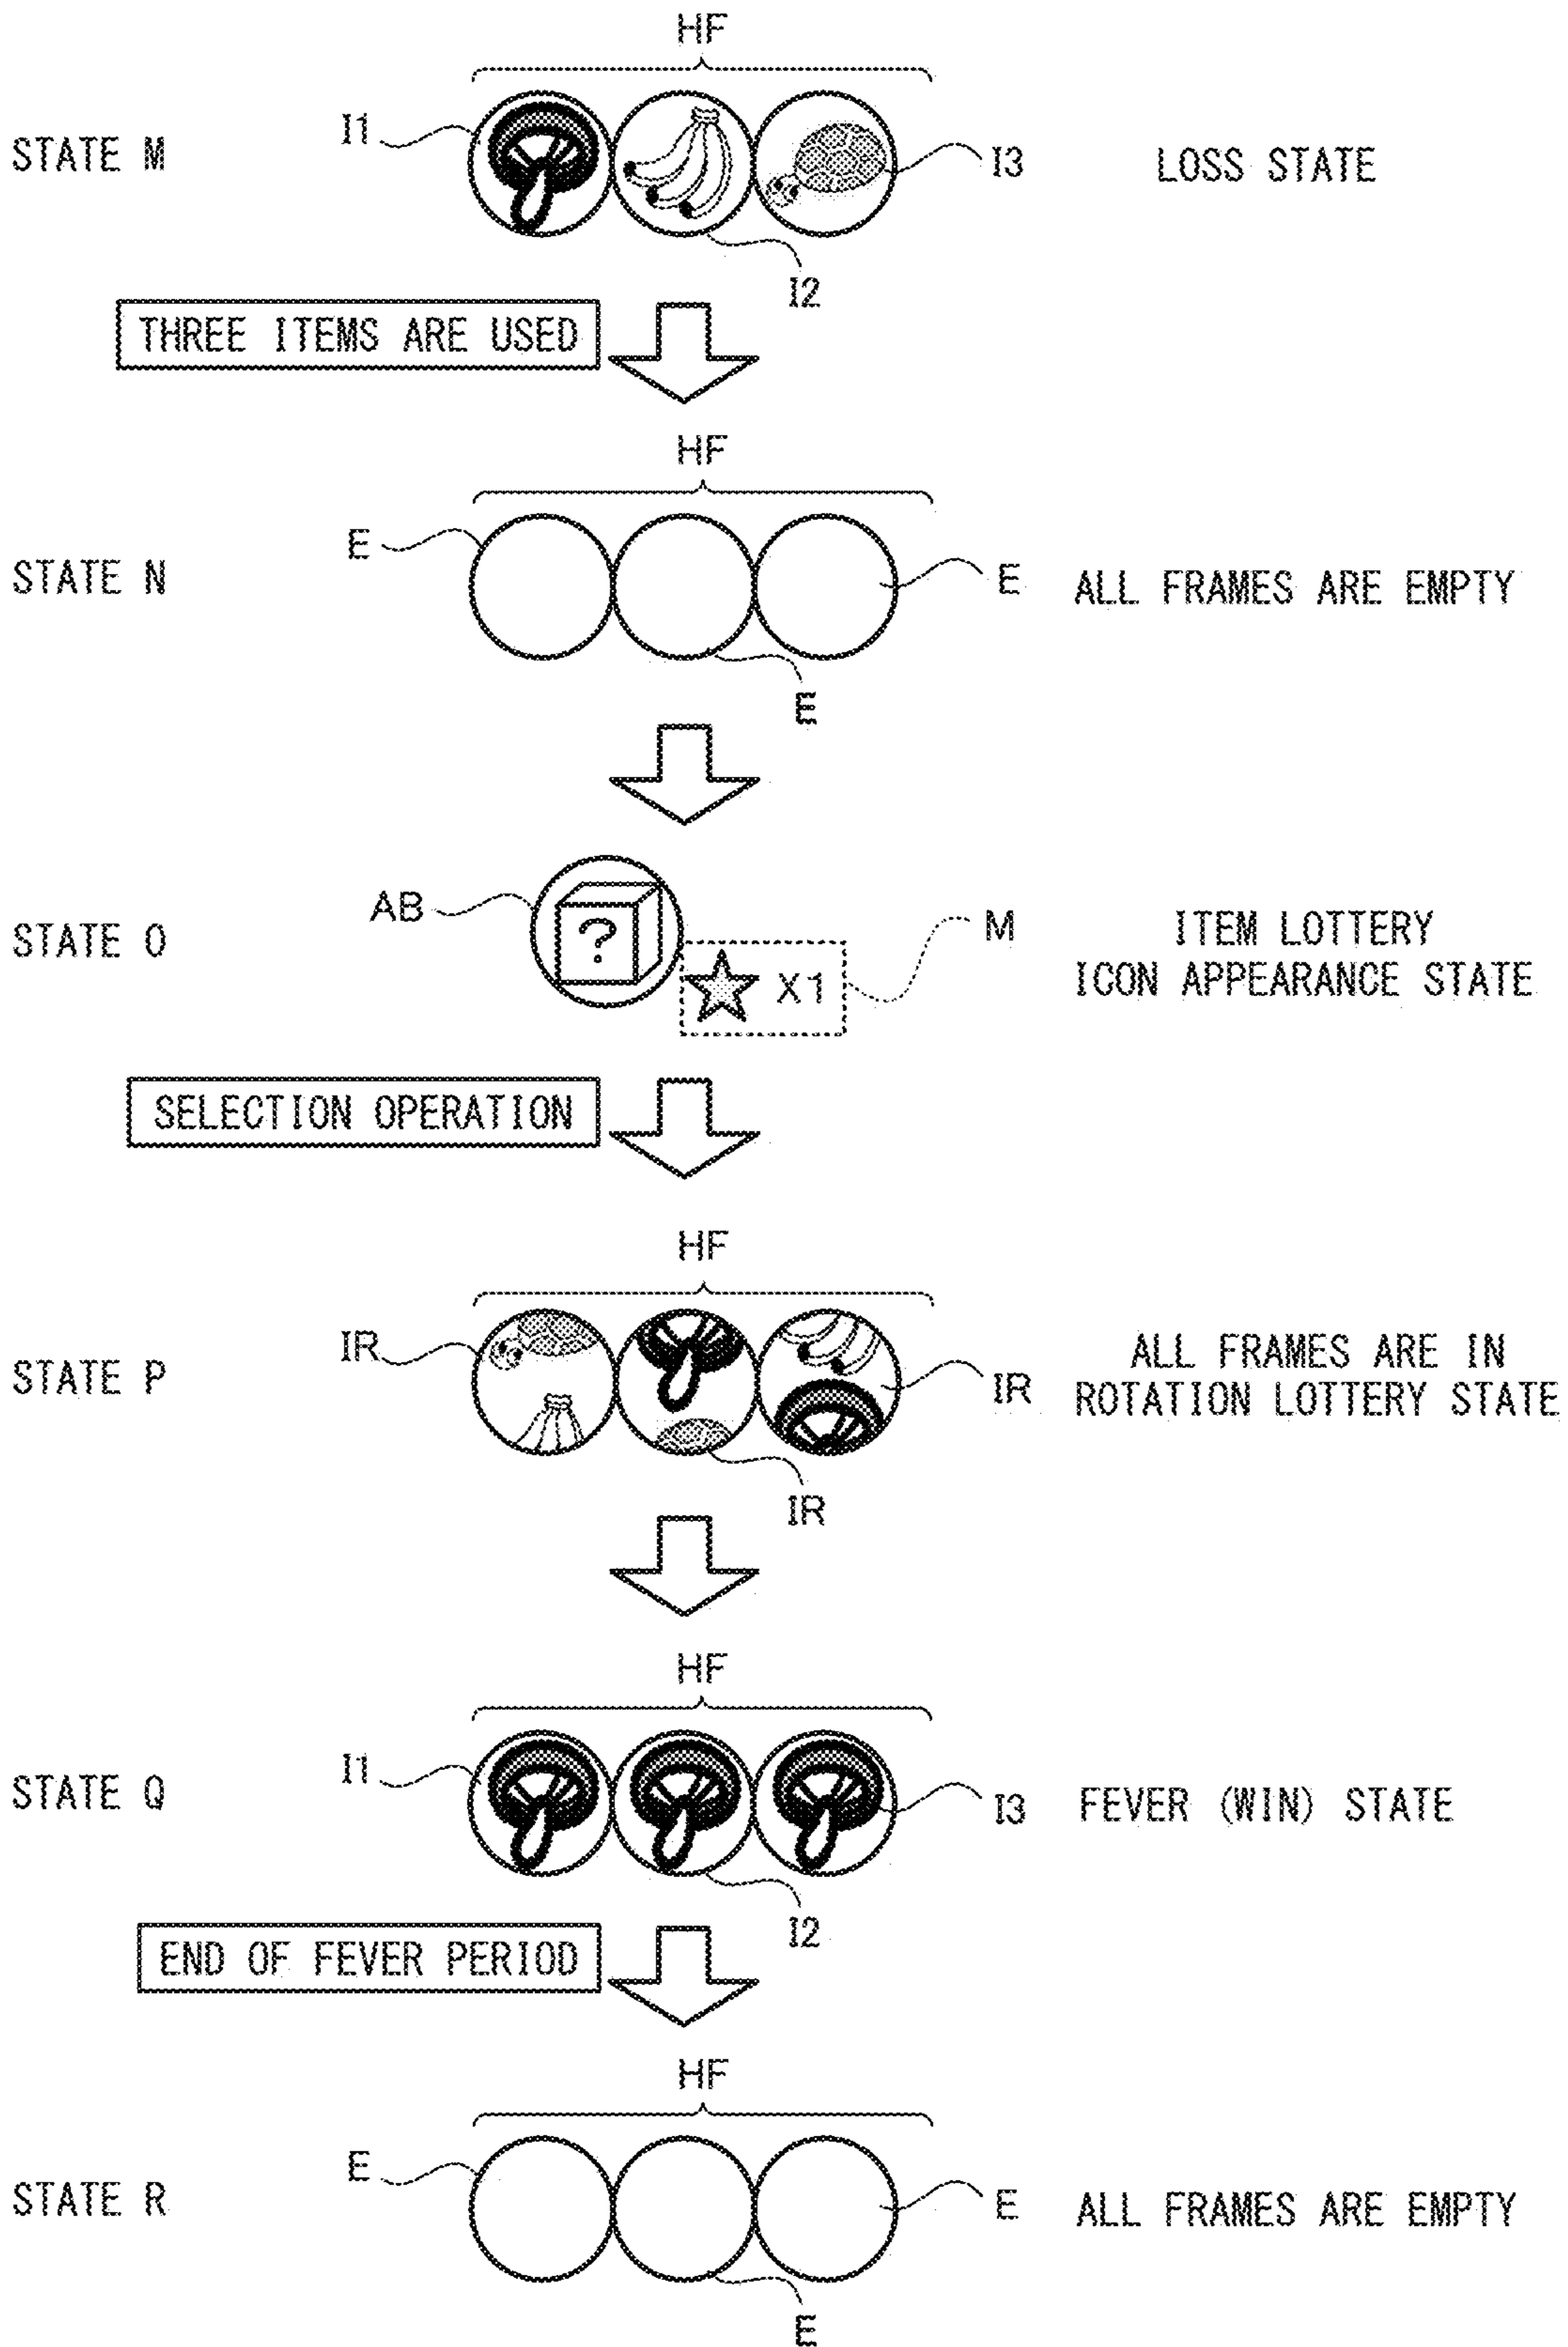 HF
I1
STATE M
I3
LOSS STATE
I2
THREE ITEMS ARE USED
HF
E
STATE N
E
ALL FRAMES ARE EMPTY
E
AB
?
M
STATE O
ITEM LOTTERY
ICON APPEARANCE STATE
X1
SELECTION OPERATION
HF
IR
STATE P
IR
ALL FRAMES ARE IN
ROTATION LOTTERY STATE
IR
HF
I1
STATE Q
I3
FEVER (WIN) STATE
I2
END OF FEVER PERIOD
HF
E
STATE R
E
ALL FRAMES ARE EMPTY
E